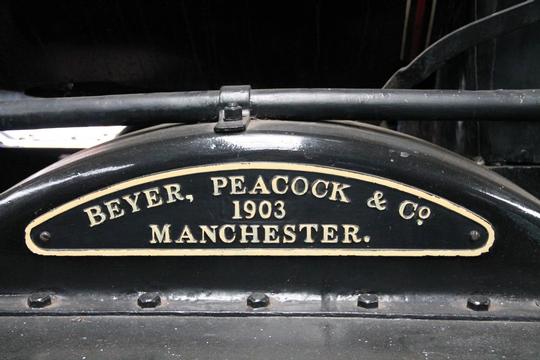 BEYER, PEACOCK & Co.
1903
MANCHESTER.